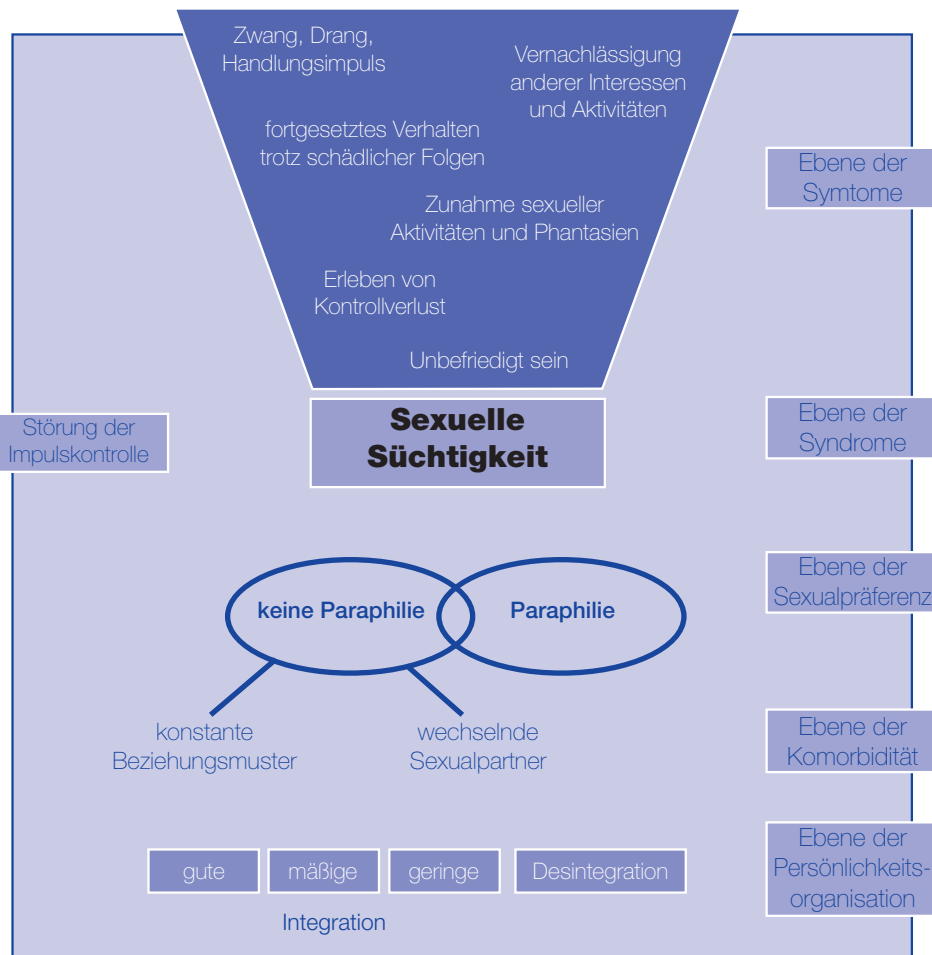 Zwang, Drang,
Handlungsimpuls
Vernachlässigung
anderer Interessen
und Aktivitäten
fortgesetztes Verhalten
trotz schädlicher Folgen
Zunahme sexueller
Aktivitäten und Phantasien
Erleben von
Kontrollverlust
Unbefriedigt sein
Ebene der
Symtome
Störung der
Impulskontrolle
Sexuelle
Süchtigkeit
Ebene der
Syndrome
keine Paraphilie
Paraphilie
Ebene der
Sexualpräferenz
konstante
Beziehungsmuster
wechselnde
Sexualpartner
Ebene der
Komorbidität
gute
mäßige
geringe
Desintegration
Integration
Ebene der
Persönlichkeits-
organisation